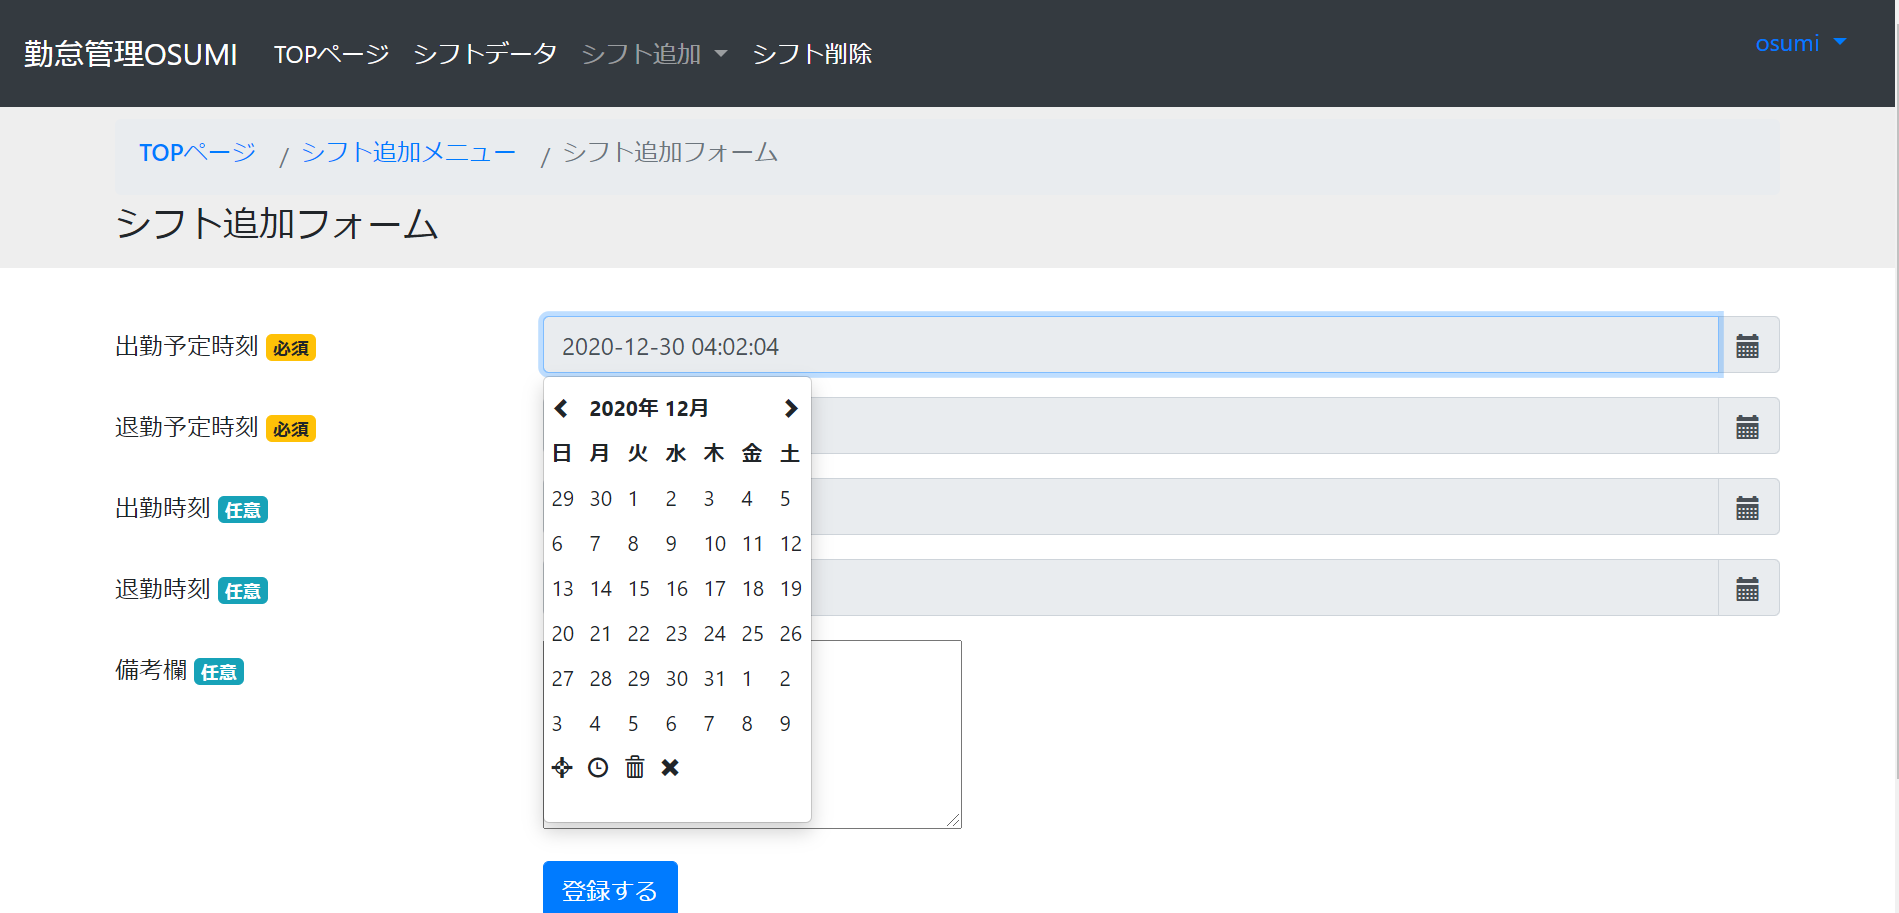 勤怠管理OSUMI TOPページ シフトデータ シフト追加 シフト削除 osumi
TOPページ / シフト追加メニュー / シフト追加フォーム
シフト追加フォーム
出勤予定時刻 必須 2020-12-30 04:02:04
退勤予定時刻 必須
出勤時刻 任意
退勤時刻 任意
備考欄 任意
2020年 12月
日 月 火 水 木 金 土
29 30 1 2 3 4 5
6 7 8 9 10 11 12
13 14 15 16 17 18 19
20 21 22 23 24 25 26
27 28 29 30 31 1 2
3 4 5 6 7 8 9
登録する